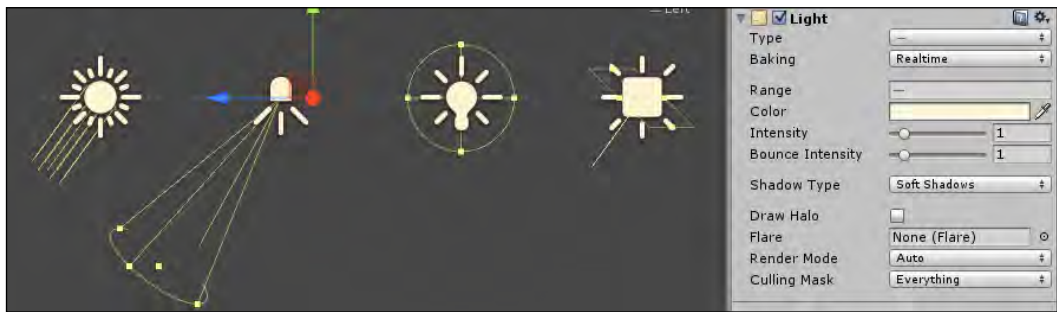 Left
Light
Type —
Baking Realtime
Range —
Color
Intensity 1
Bounce Intensity 1
Shadow Type Soft Shadows
Draw Halo
Flare None (Flare)
Render Mode Auto
Culling Mask Everything